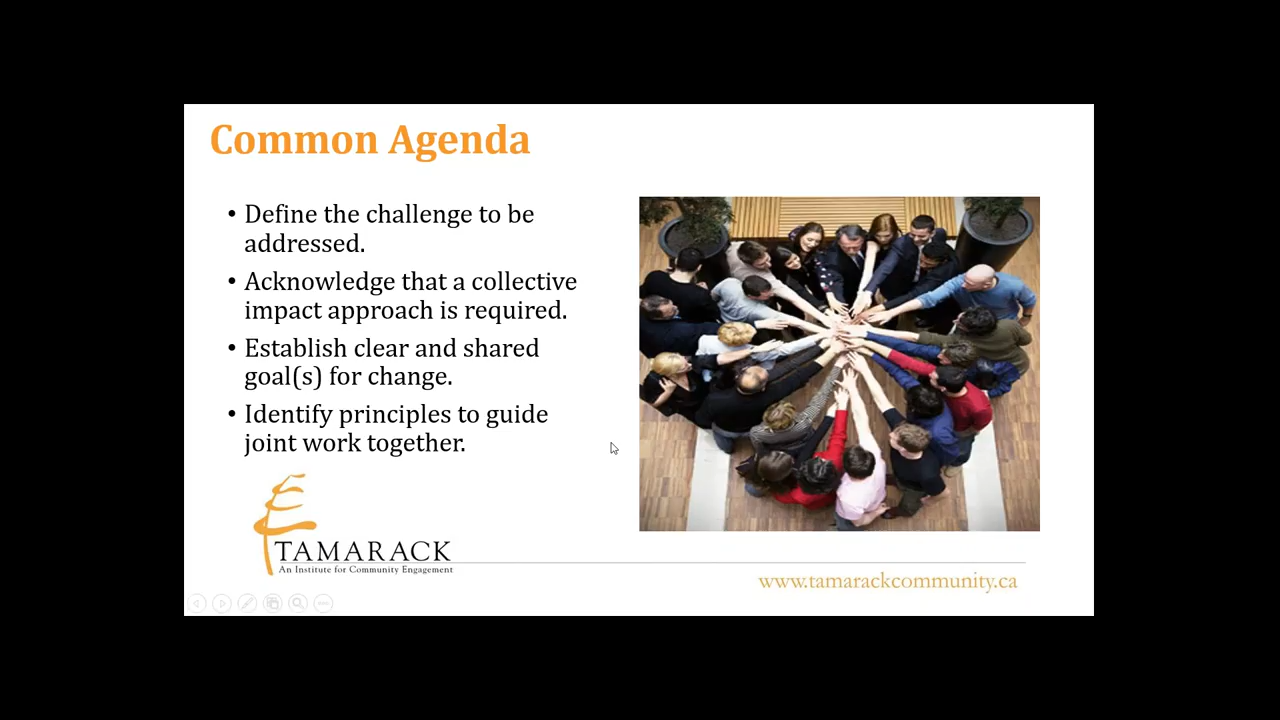 Common Agenda
• Define the challenge to be
addressed.
• Acknowledge that a collective
impact approach is required.
• Establish clear and shared
goal(s) for change.
• Identify principles to guide
joint work together.
TAMARACK
An Institute for Community Engagement
www.tamarackcommunity.ca